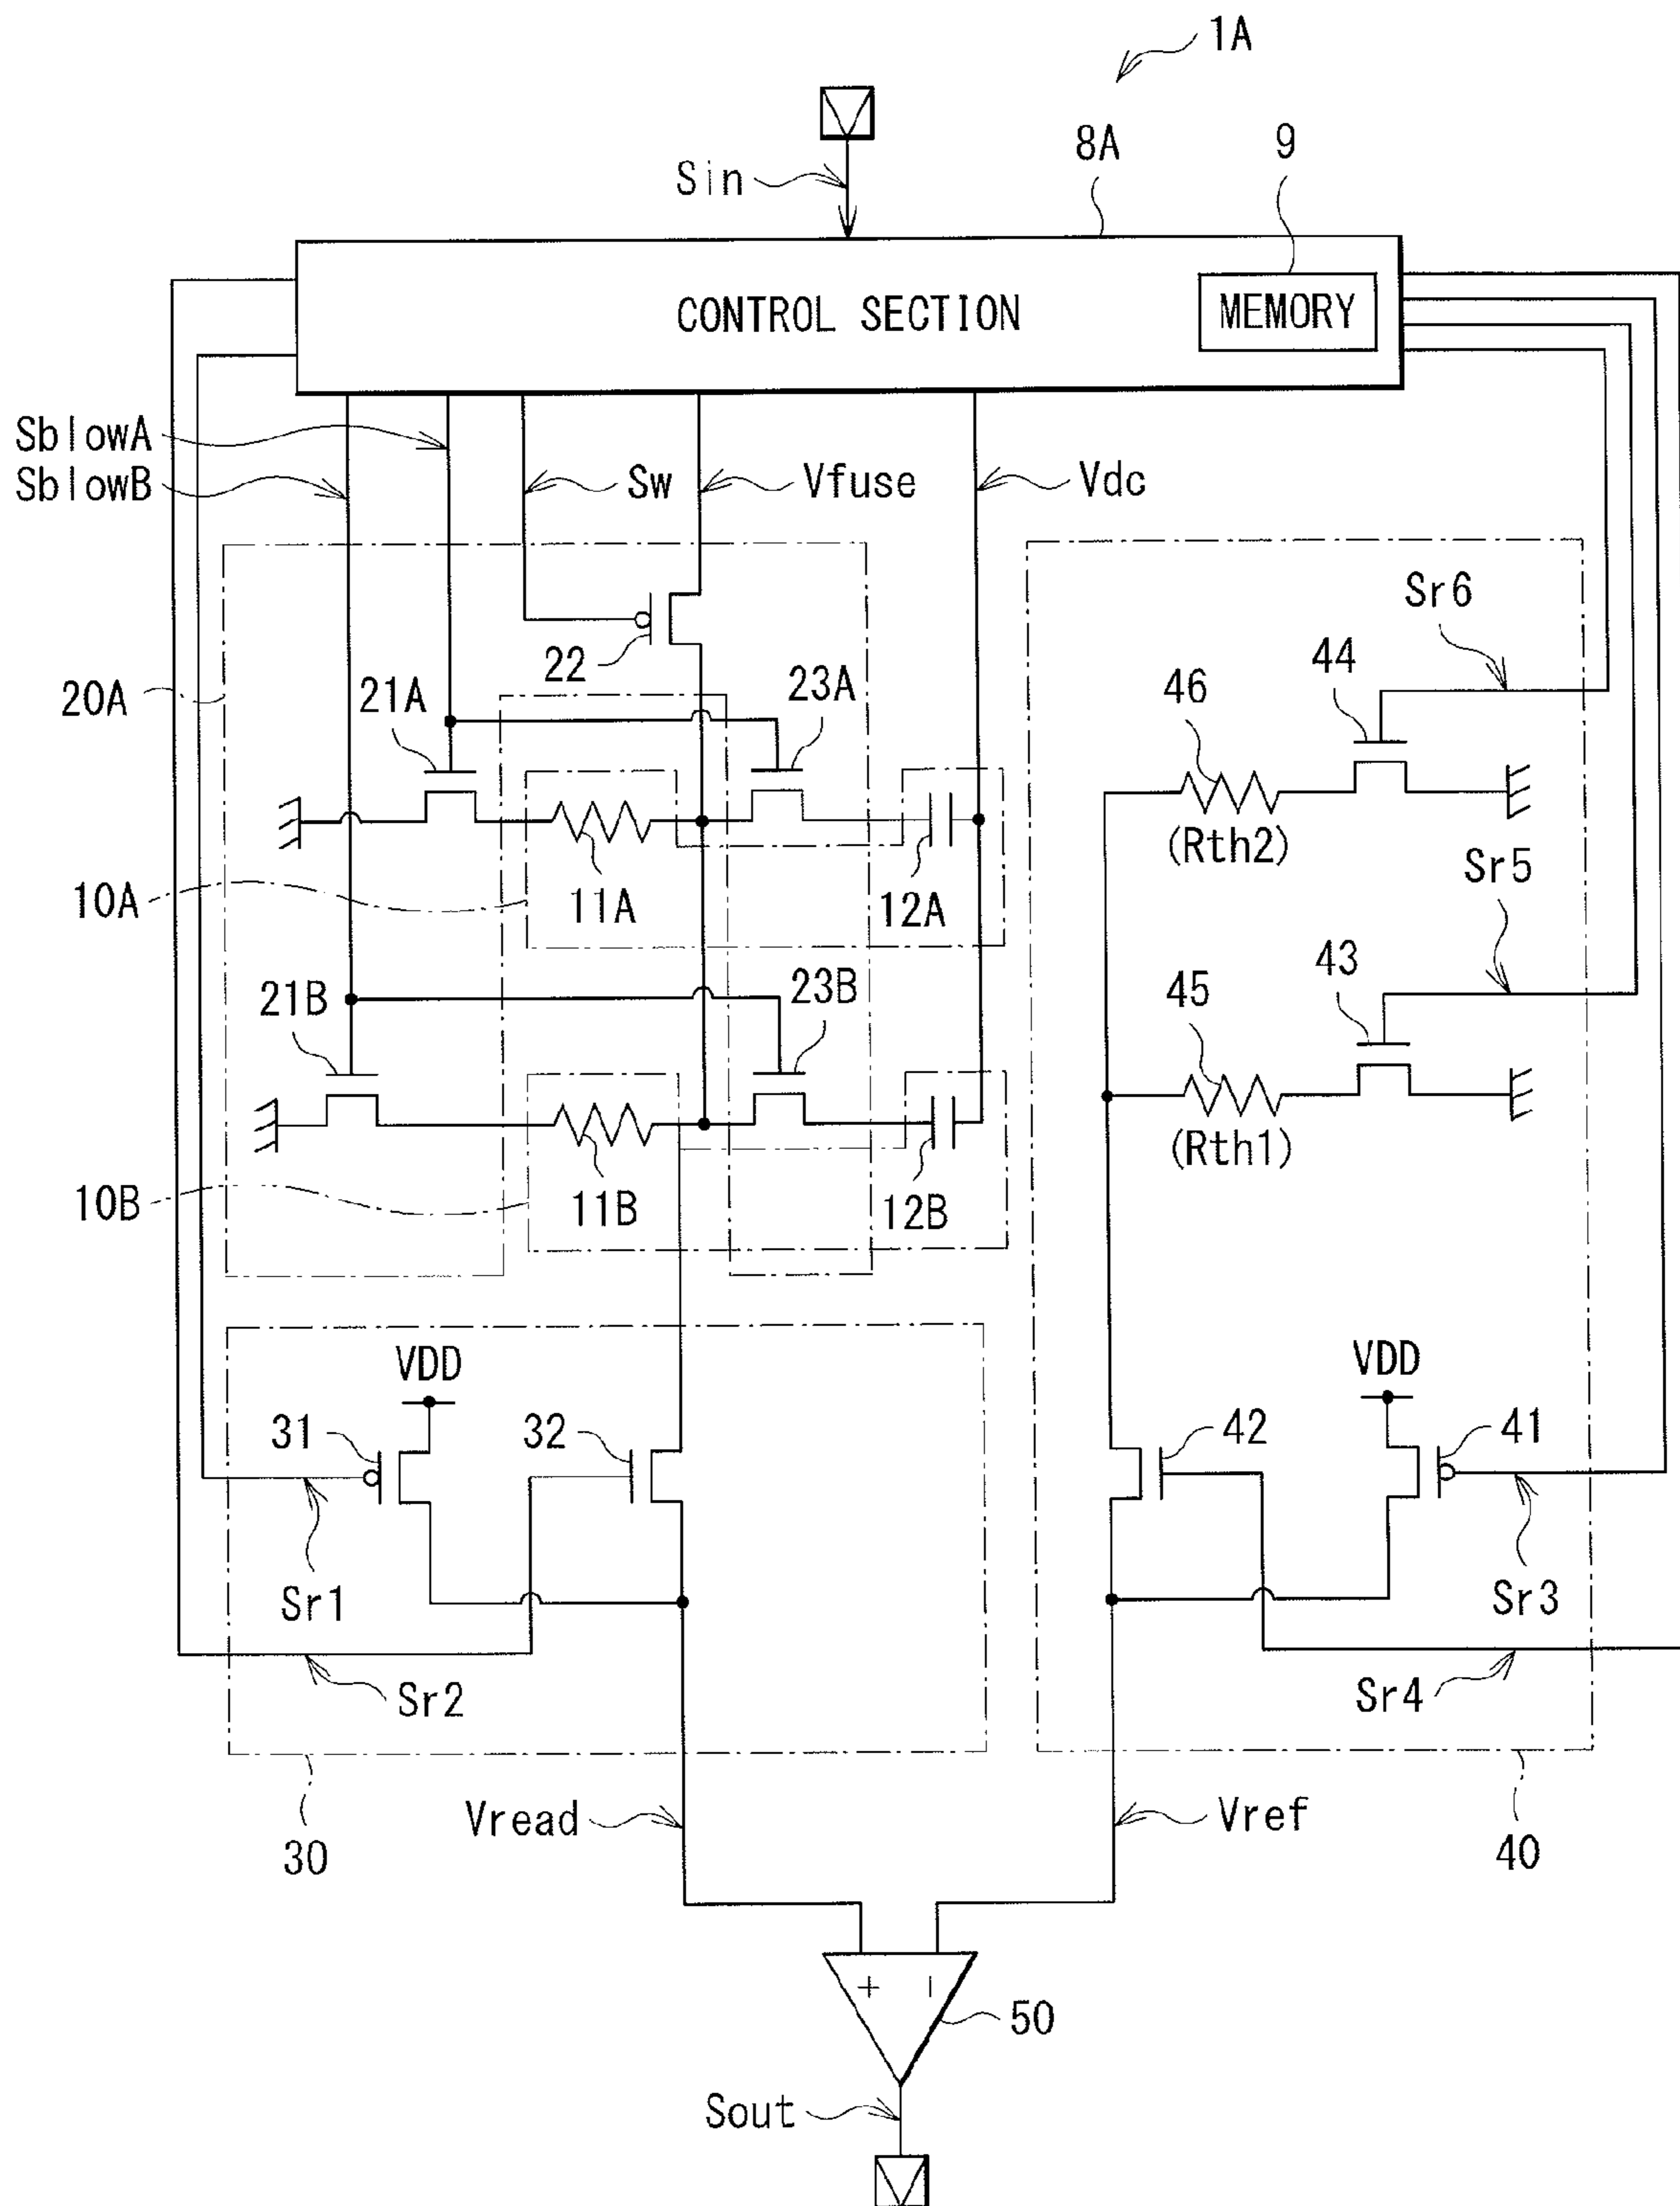 1A
8A
9
Sin
CONTROL SECTION
MEMORY
SblowA
SblowB
Sw
Vfuse
Vdc
Sr6
22
44
20A
21A
23A
46
(Rth2)
Sr5
10A
11A
12A
43
21B
23B
45
(Rth1)
10B
11B
12B
VDD
VDD
31
32
42
41
Sr1
Sr3
Sr2
Sr4
Vread
Vref
30
40
+
−
50
Sout